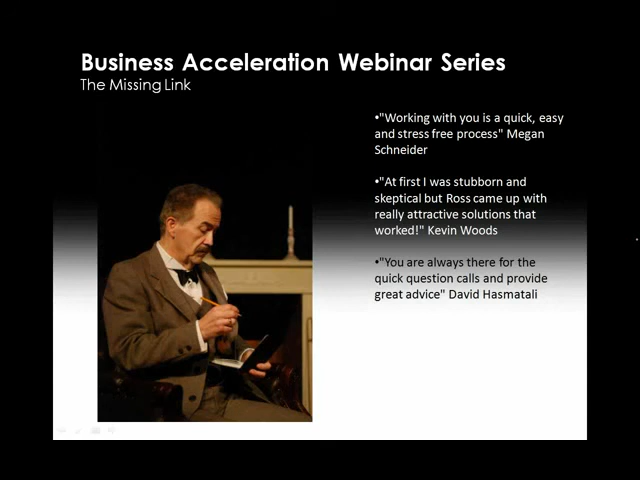 Business Acceleration Webinar Series
The Missing Link
•"Working with you is a quick, easy
and stress free process" Megan
Schneider
•"At first I was stubborn and
skeptical but Ross came up with
really attractive solutions that
worked!" Kevin Woods
•"You are always there for the
quick question calls and provide
great advice" David Hasmatali